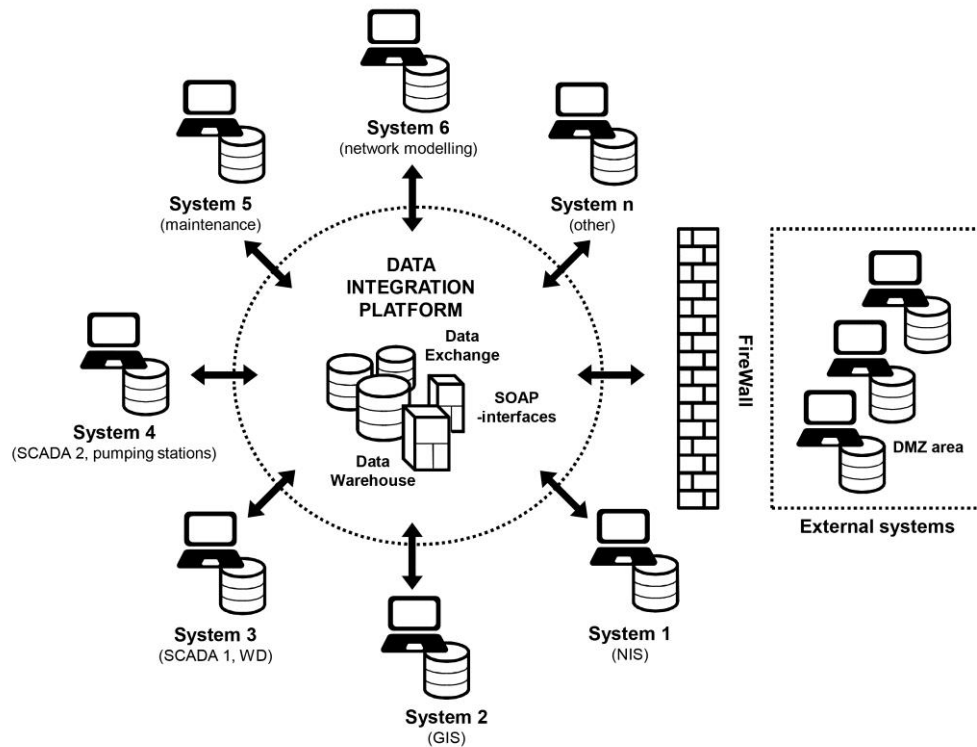 System 6
(network modelling)
System 5
(maintenance)
System n
(other)
DATA
INTEGRATION
PLATFORM
Data
Exchange
SOAP
-interfaces
Data
Warehouse
FireWall
DMZ area
External systems
System 4
(SCADA 2, pumping stations)
System 3
(SCADA 1, WD)
System 2
(GIS)
System 1
(NIS)